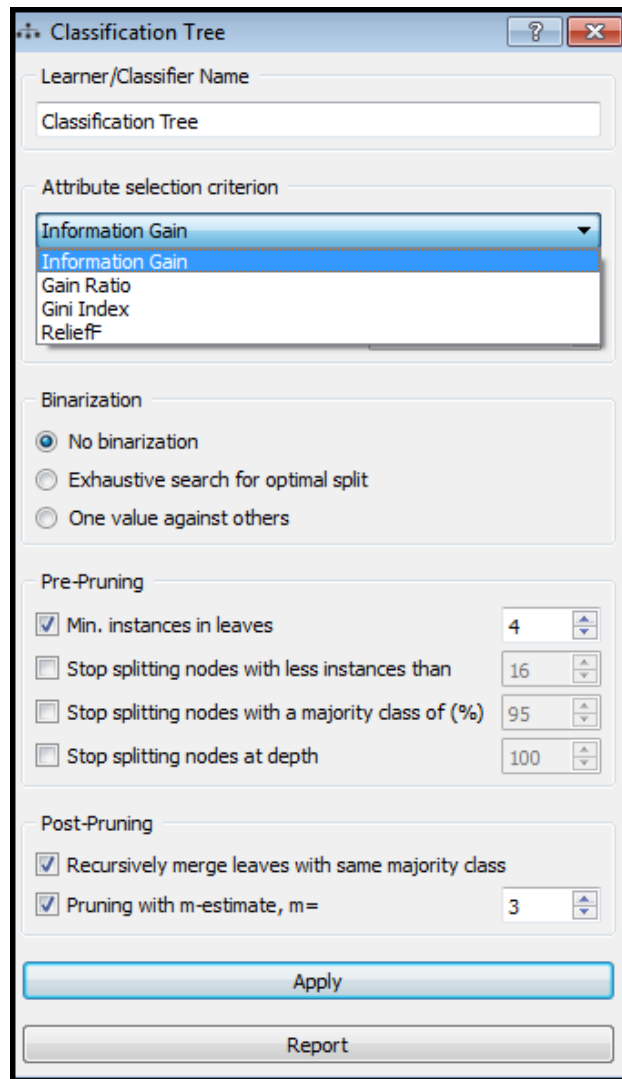 Classification Tree
?
Learner/Classifier Name
Classification Tree
Attribute selection criterion
Information Gain
Information Gain
Gain Ratio
Gini Index
ReliefF
Binarization
No binarization
Exhaustive search for optimal split
One value against others
Pre-Pruning
Min. instances in leaves 4
Stop splitting nodes with less instances than 16
Stop splitting nodes with a majority class of (%) 95
Stop splitting nodes at depth 100
Post-Pruning
Recursively merge leaves with same majority class
Pruning with m-estimate, m= 3
Apply
Report